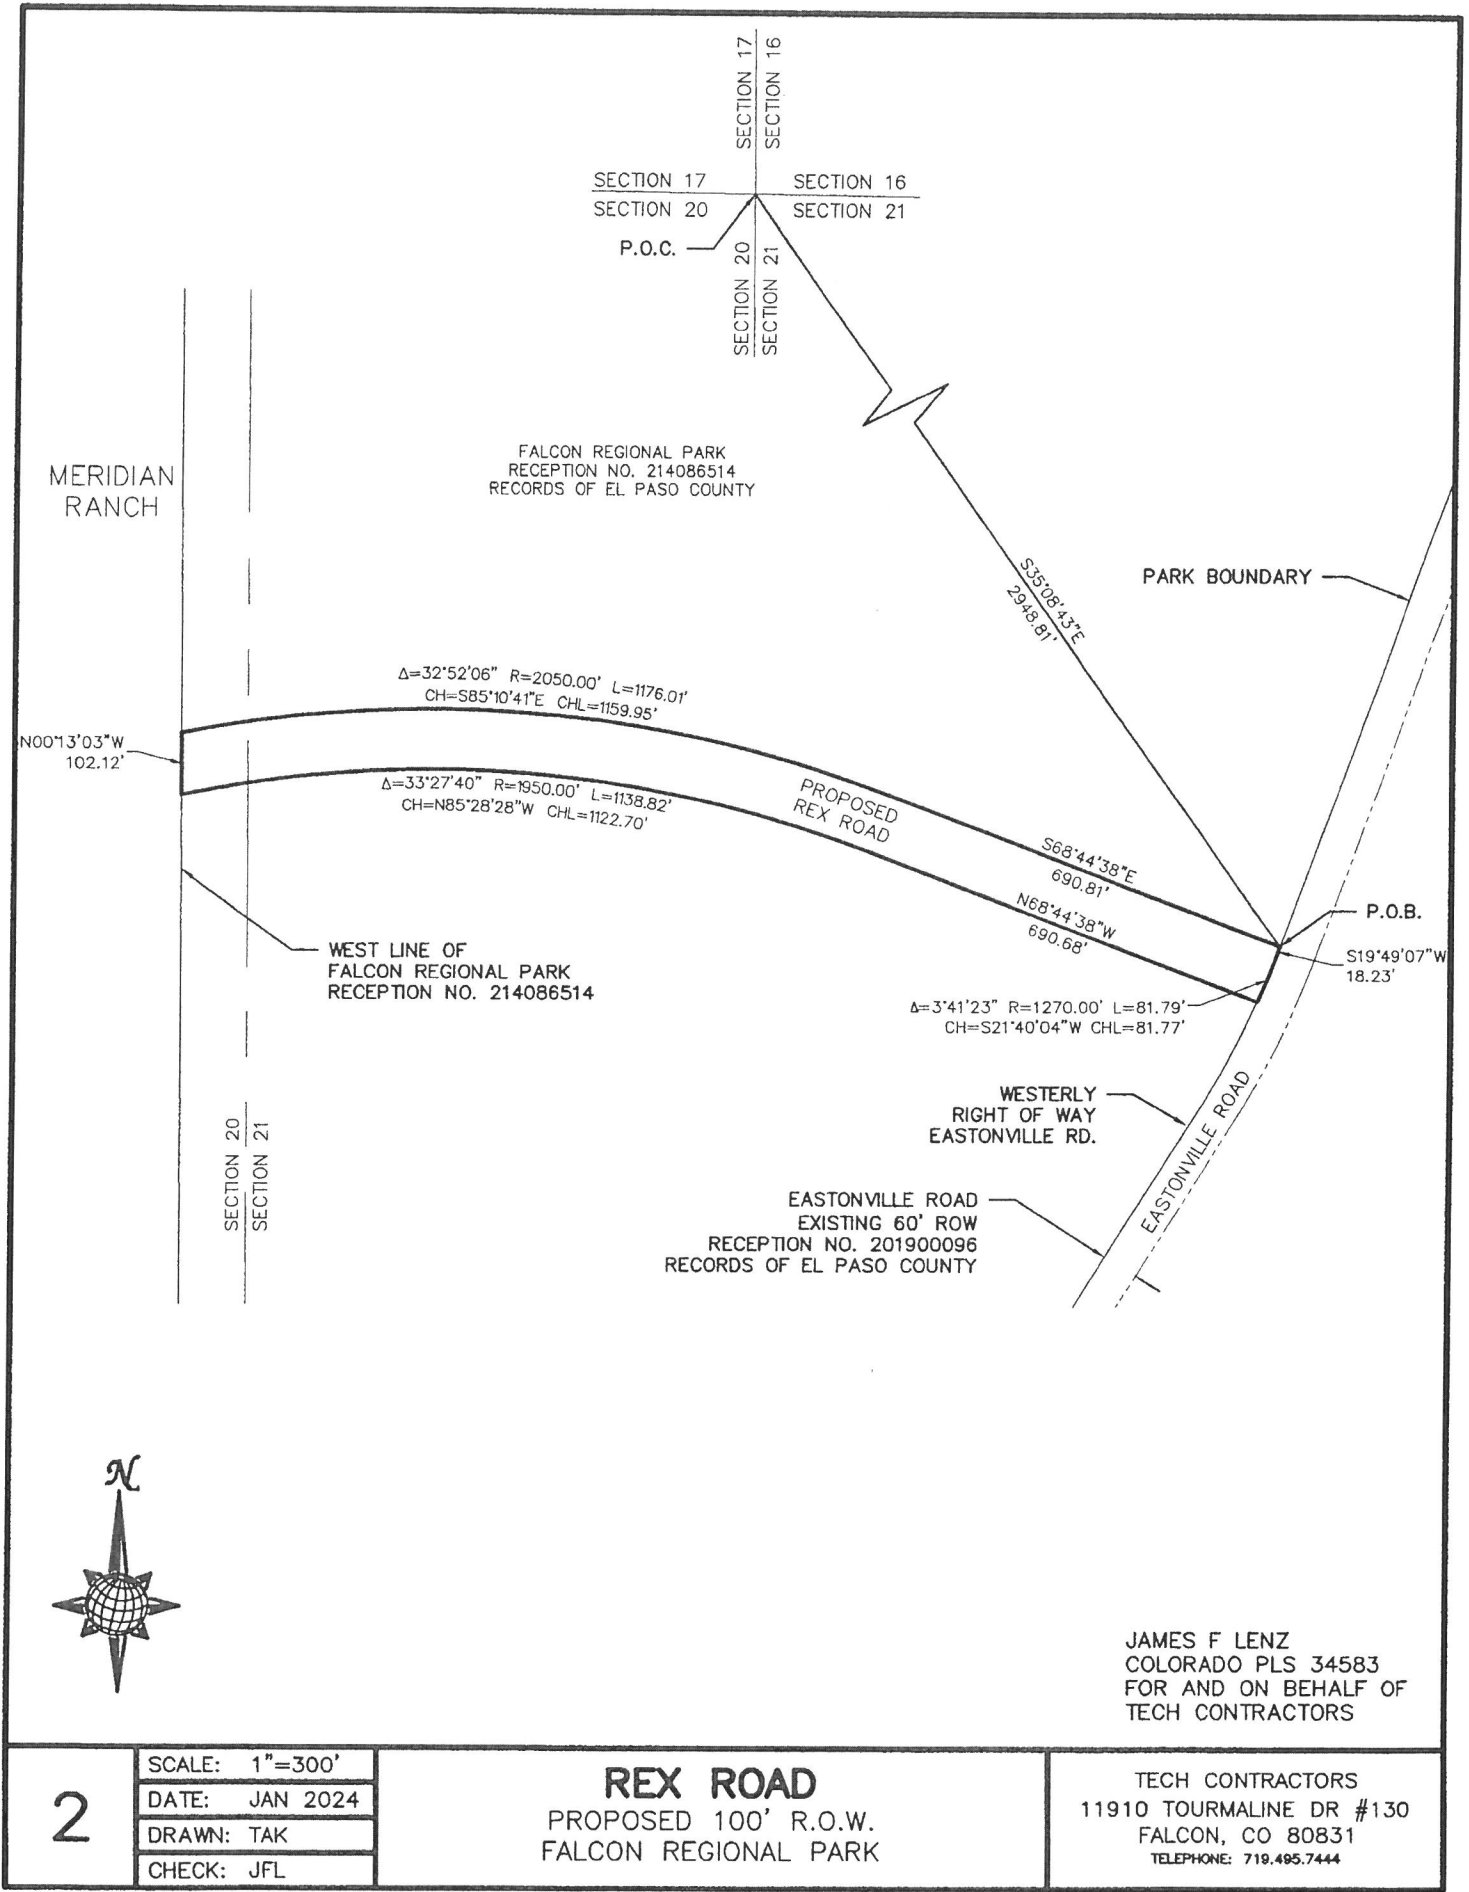 SECTION 17
SECTION 16
SECTION 17
SECTION 16
SECTION 20
SECTION 21
P.O.C.
SECTION 20
SECTION 21
FALCON REGIONAL PARK
RECEPTION NO. 214086514
RECORDS OF EL PASO COUNTY
MERIDIAN
RANCH
S35°08'43"E
2948.81'
PARK BOUNDARY
Δ=32°52'06" R=2050.00' L=1176.01'
CH=S85°10'41"E CHL=1159.95'
N00°13'03"W
102.12'
Δ=33°27'40" R=1950.00' L=1138.82'
CH=N85°28'28"W CHL=1122.70'
PROPOSED
REX ROAD
S68°44'38"E
690.81'
N68°44'38"W
690.68'
P.O.B.
S19°49'07"W
18.23'
WEST LINE OF
FALCON REGIONAL PARK
RECEPTION NO. 214086514
Δ=3°41'23" R=1270.00' L=81.79'
CH=S21°40'04"W CHL=81.77'
WESTERLY
RIGHT OF WAY
EASTONVILLE RD.
EASTONVILLE ROAD
SECTION 20
SECTION 21
EASTONVILLE ROAD
EXISTING 60' ROW
RECEPTION NO. 201900096
RECORDS OF EL PASO COUNTY
N
JAMES F LENZ
COLORADO PLS 34583
FOR AND ON BEHALF OF
TECH CONTRACTORS
2
SCALE: 1"=300'
DATE: JAN 2024
DRAWN: TAK
CHECK: JFL
REX ROAD
PROPOSED 100' R.O.W.
FALCON REGIONAL PARK
TECH CONTRACTORS
11910 TOURMALINE DR #130
FALCON, CO 80831
TELEPHONE: 719.495.7444